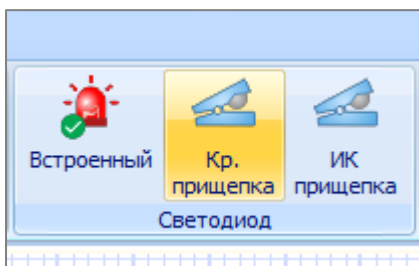 Встроенный
Кр.
прищепка
ИК
прищепка
Светодиод